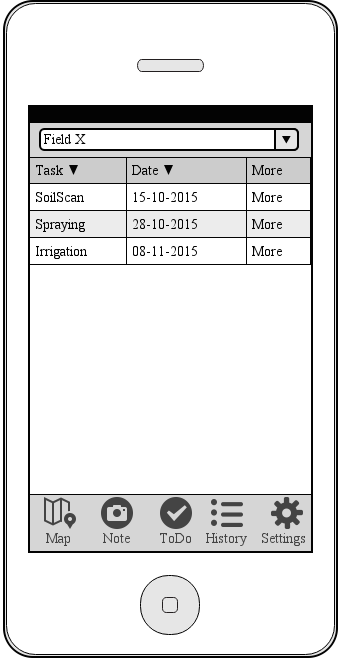 Field X
Task ▼ Date ▼ More
SoilScan 15-10-2015 More
Spraying 28-10-2015 More
Irrigation 08-11-2015 More
Map Note ToDo History Settings